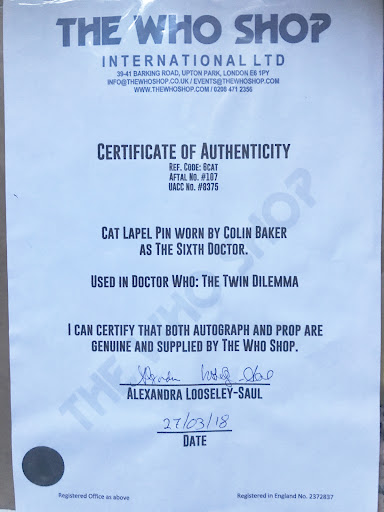 THE WHO SHOP
INTERNATIONAL LTD
39-41 BARKING ROAD, UPTON PARK, LONDON E6 1PY
INFO@THEWHOSHOP.CO.UK / EVENTS@THEWHOSHOP.COM
WWW.THEWHOSHOP.COM / 0208 471 2356
CERTIFICATE OF AUTHENTICITY
REF. CODE: 6CAT
AFTAL NO. #107
UACC NO. #8375
CAT LAPEL PIN WORN BY COLIN BAKER
AS THE SIXTH DOCTOR.
USED IN DOCTOR WHO: THE TWIN DILEMMA
I CAN CERTIFY THAT BOTH AUTOGRAPH AND PROP ARE
GENUINE AND SUPPLIED BY THE WHO SHOP.
ALEXANDRA LOOSELEY-SAUL
27/03/18
DATE
Registered Office as above
Registered in England No. 2372837
THE WHO SHOP